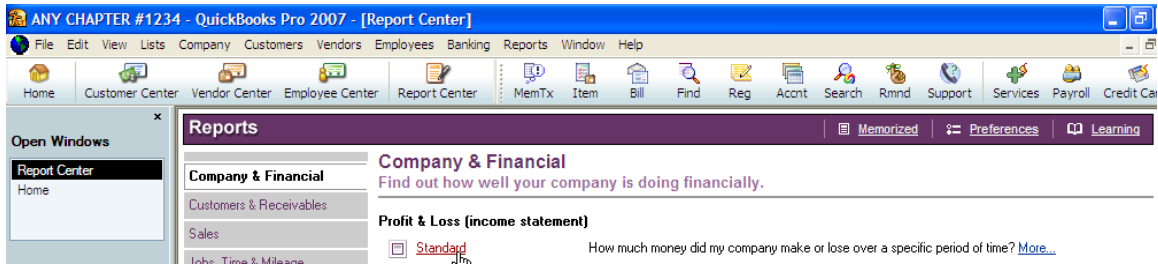 ANY CHAPTER #1234 - QuickBooks Pro 2007 - [Report Center]
File Edit View Lists Company Customers Vendors Employees Banking Reports Window Help
Home Customer Center Vendor Center Employee Center Report Center MemTx Item Bill Find Reg Accnt Search Rmnd Support Services Payroll Credit Car
Open Windows
Report Center
Home
Reports Memorized Preferences Learning
Company & Financial
Customers & Receivables
Sales
Jobs, Time & Mileage
Company & Financial
Find out how well your company is doing financially.
Profit & Loss (income statement)
Standard How much money did my company make or lose over a specific period of time? More...